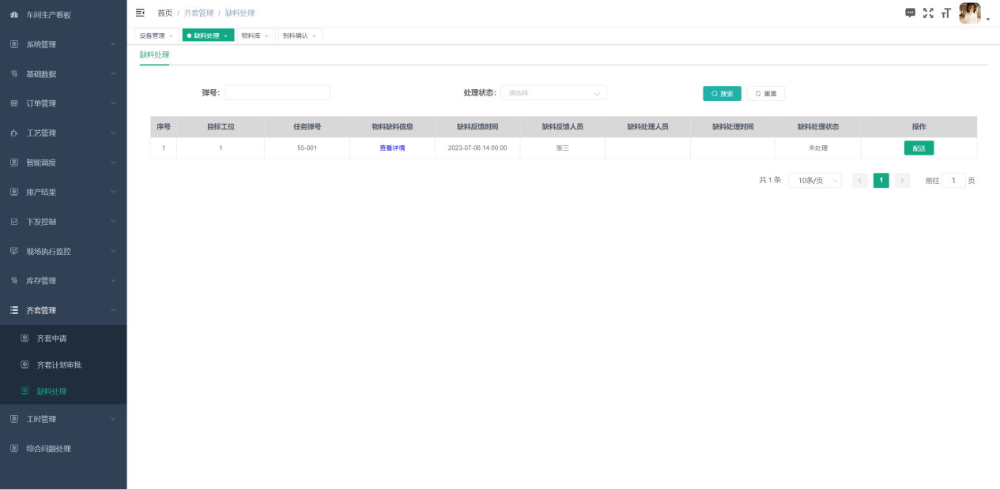 车间生产看板
系统管理
基础数据
订单管理
工艺管理
智能调度
排产结果
下发控制
现场执行监控
库存管理
齐套管理
齐套申请
齐套计划审批
缺料处理
工时管理
综合问题处理
首页 / 齐套管理 / 缺料处理
设备管理 × 缺料处理 × 物料库 × 到料确认 ×
缺料处理
弹号: 处理状态: 请选择 搜索 重置
序号 目标工位 任务弹号 物料缺料信息 缺料反馈时间 缺料反馈人员 缺料处理人员 缺料处理时间 缺料处理状态 操作
1 1 55-001 查看详情 2023-07-06 14:00:00 张三 未处理 配送
共 1 条 10条/页 < 1 > 前往 1 页